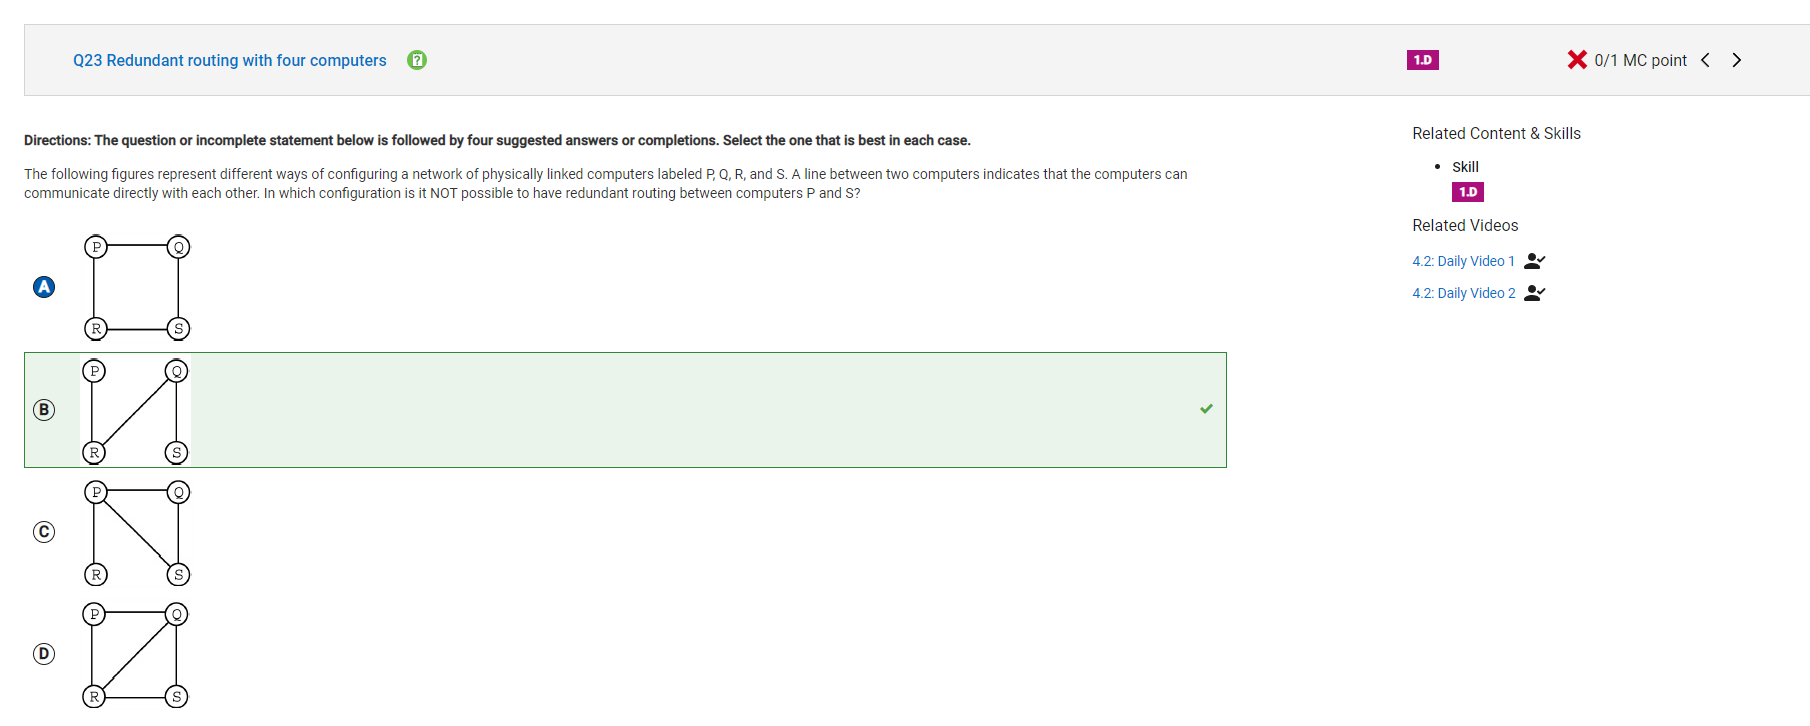 Q23 Redundant routing with four computers ? 1.D 0/1 MC point
Directions: The question or incomplete statement below is followed by four suggested answers or completions. Select the one that is best in each case.
The following figures represent different ways of configuring a network of physically linked computers labeled P, Q, R, and S. A line between two computers indicates that the computers can
communicate directly with each other. In which configuration is it NOT possible to have redundant routing between computers P and S?
P Q
A
R S
P Q
B
R S
P Q
C
R S
P Q
D
R S
Related Content & Skills
• Skill
1.D
Related Videos
4.2: Daily Video 1
4.2: Daily Video 2